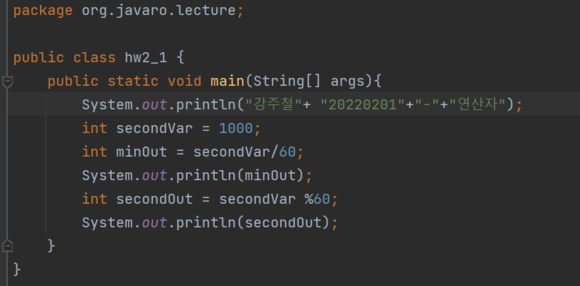 package org.javaro.lecture;
public class hw2_1 {
public static void main(String[] args){
System.out.println("강주철"+ "20220201"+"-"+"연산자");
int secondVar = 1000;
int minOut = secondVar/60;
System.out.println(minOut);
int secondOut = secondVar %60;
System.out.println(secondOut);
}
}